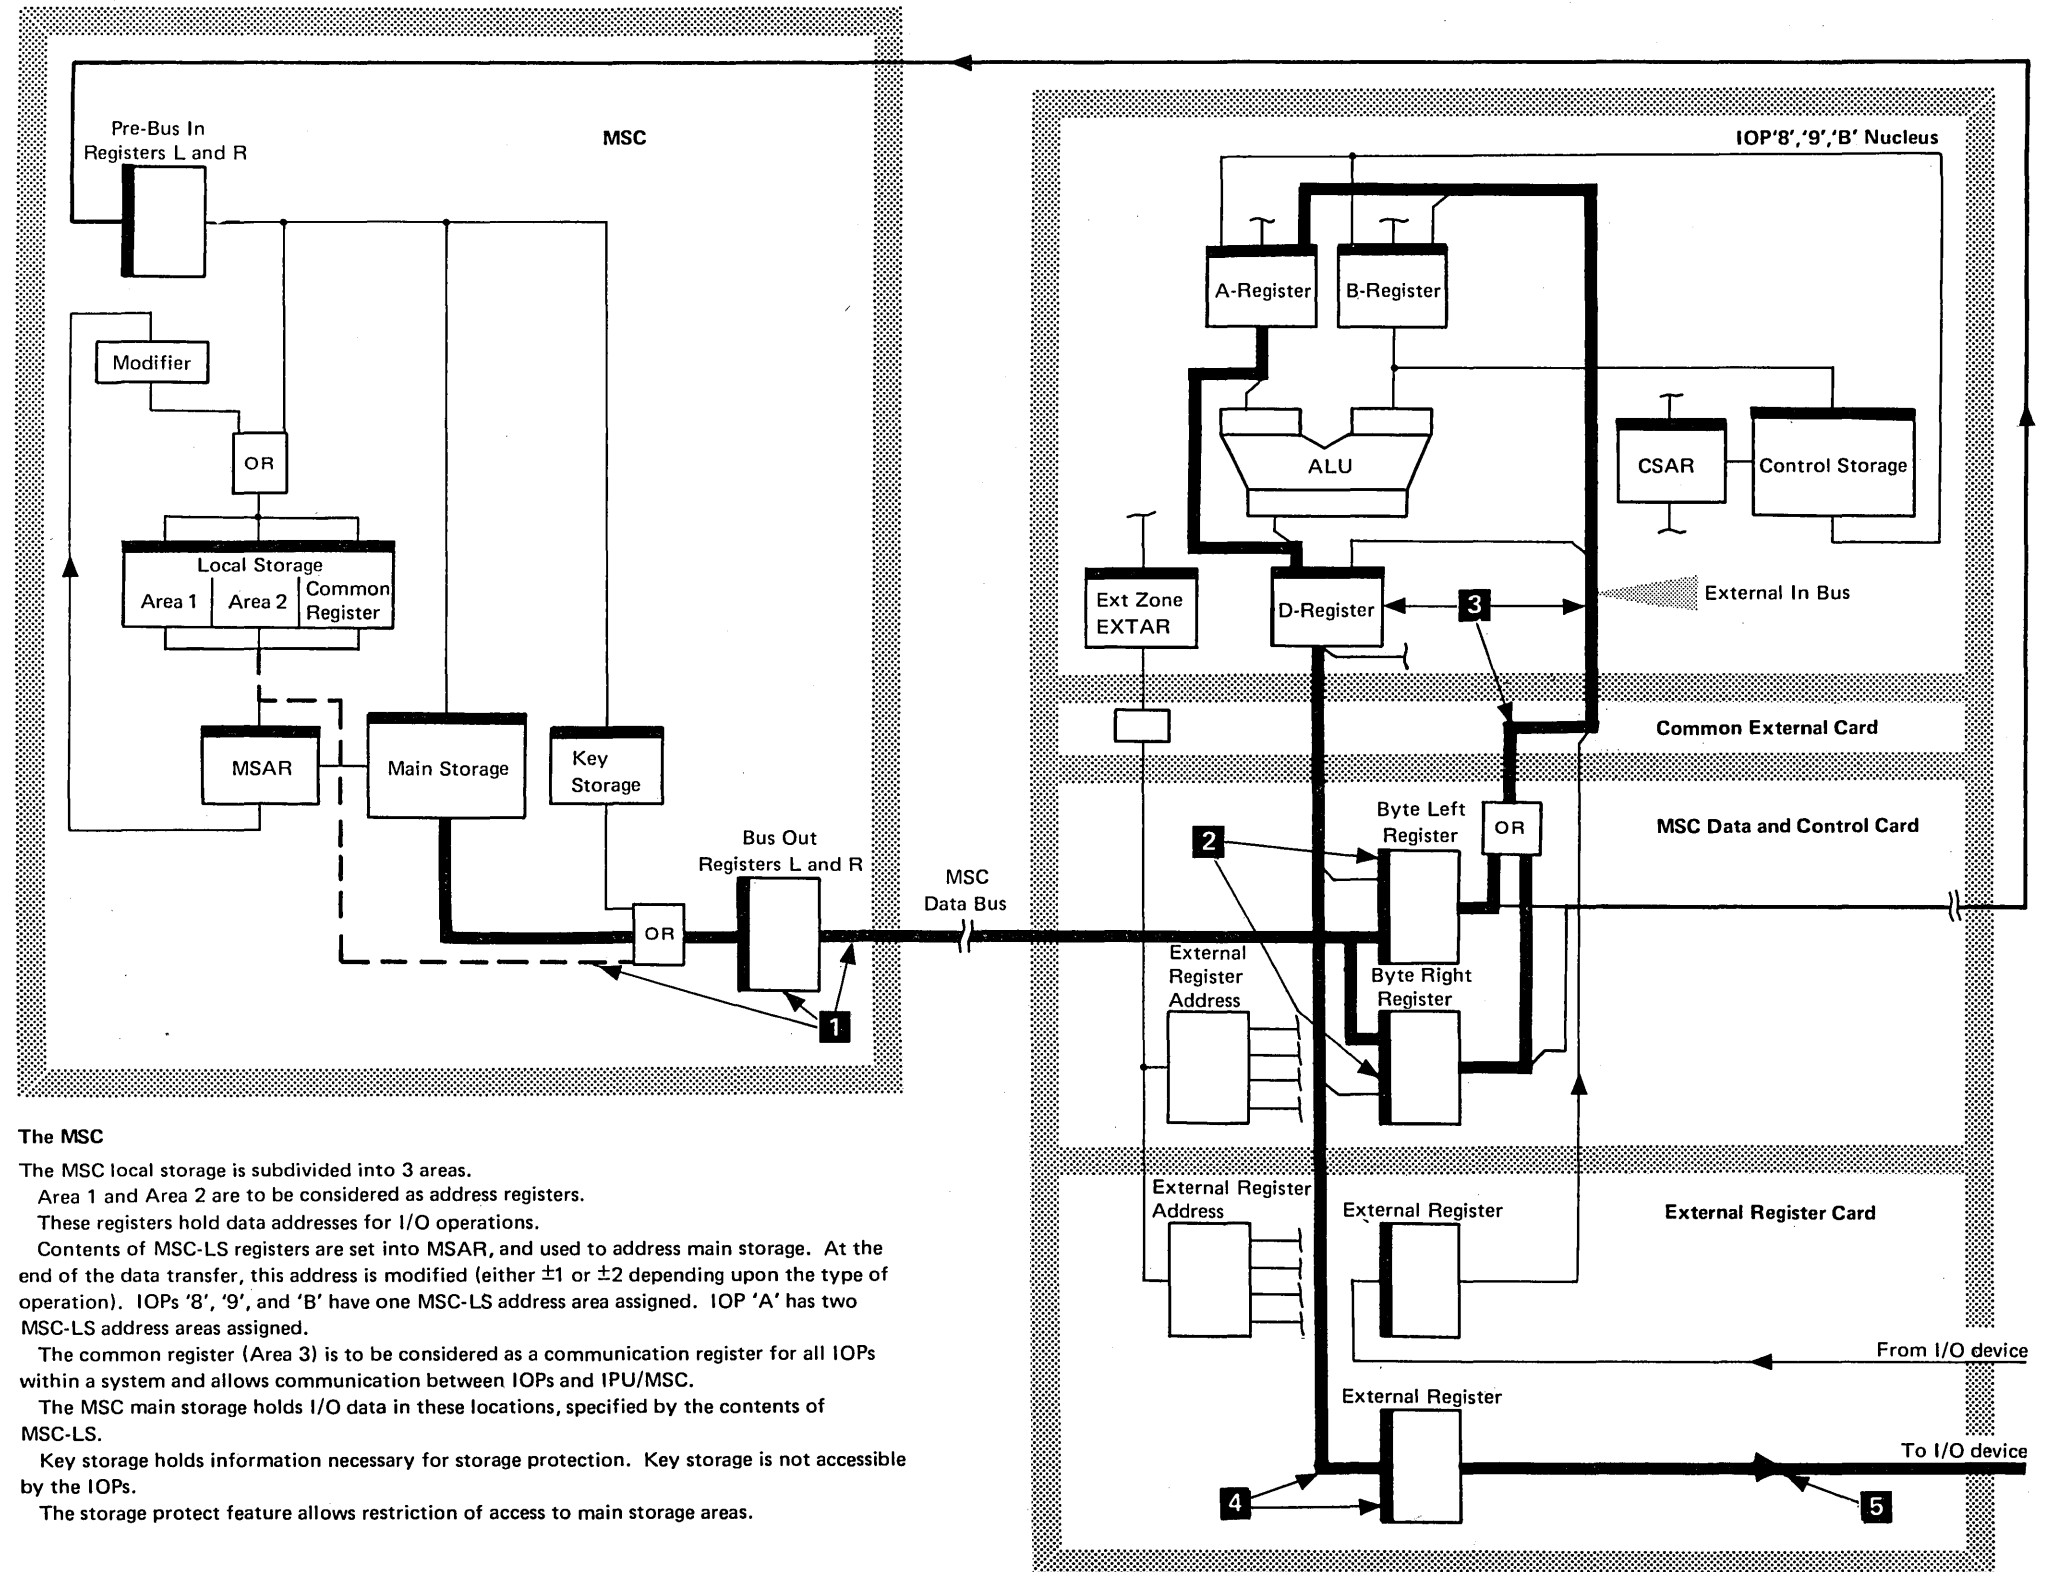 Pre-Bus In
Registers L and R
MSC
Modifier
OR
Local Storage
Area 1
Area 2
Common
Register
MSAR
Main Storage
Key
Storage
Bus Out
Registers L and R
OR
1
MSC
Data Bus
IOP‘8’,‘9’,‘B’ Nucleus
A-Register
B-Register
ALU
CSAR
Control Storage
Ext Zone
EXTAR
D-Register
3
External In Bus
Common External Card
Byte Left
Register
OR
MSC Data and Control Card
2
External
Register
Address
Byte Right
Register
External Register
Address
External Register
External Register Card
From I/O device
External Register
To I/O device
4
5
The MSC
The MSC local storage is subdivided into 3 areas.
Area 1 and Area 2 are to be considered as address registers.
These registers hold data addresses for I/O operations.
Contents of MSC-LS registers are set into MSAR, and used to address main storage. At the
end of the data transfer, this address is modified (either ±1 or ±2 depending upon the type of
operation). IOPs ‘8’, ‘9’, and ‘B’ have one MSC-LS address area assigned. IOP ‘A’ has two
MSC-LS address areas assigned.
The common register (Area 3) is to be considered as a communication register for all IOPs
within a system and allows communication between IOPs and IPU/MSC.
The MSC main storage holds I/O data in these locations, specified by the contents of
MSC-LS.
Key storage holds information necessary for storage protection. Key storage is not accessible
by the IOPs.
The storage protect feature allows restriction of access to main storage areas.